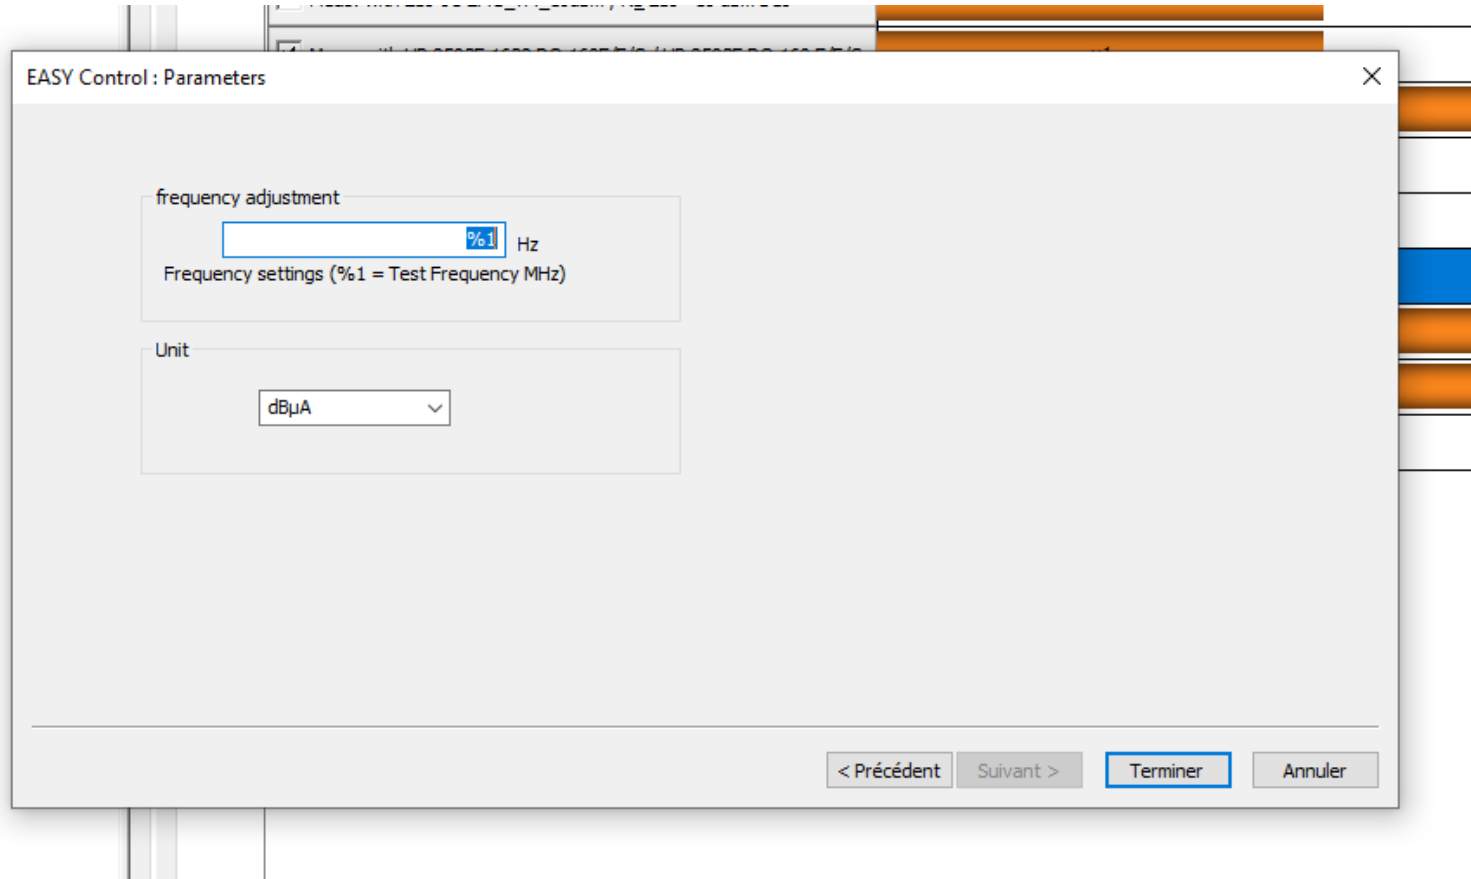 EASY Control : Parameters
frequency adjustment
%1 Hz
Frequency settings (%1 = Test Frequency MHz)
Unit
dBµA
< Précédent Suivant > Terminer Annuler